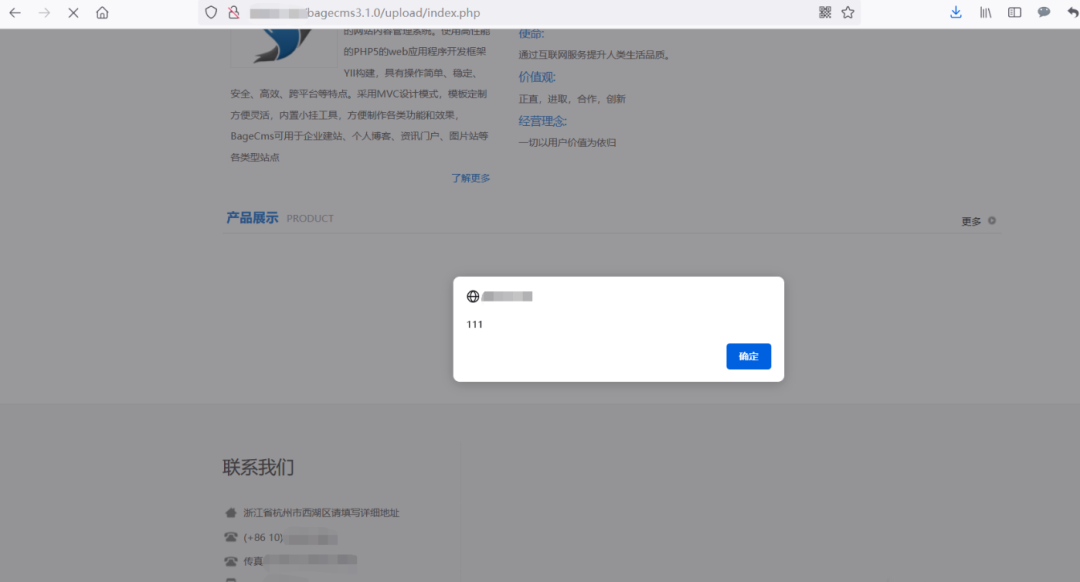 bagecms3.1.0/upload/index.php
的网站内容管理系统。使用高性能
的PHP5的web应用程序开发框架
YII构建，具有操作简单、稳定、
安全、高效、跨平台等特点。采用MVC设计模式，模板定制
方便灵活，内置小挂工具，方便制作各类功能和效果，
BageCms可用于企业建站、个人博客、资讯门户、图片站等
各类型站点
了解更多
使命:
通过互联网服务提升人类生活品质。
价值观:
正直，进取，合作，创新
经营理念:
一切以用户价值为依归
产品展示 PRODUCT
更多
111
确定
联系我们
浙江省杭州市西湖区请填写详细地址
(+86 10)
传真